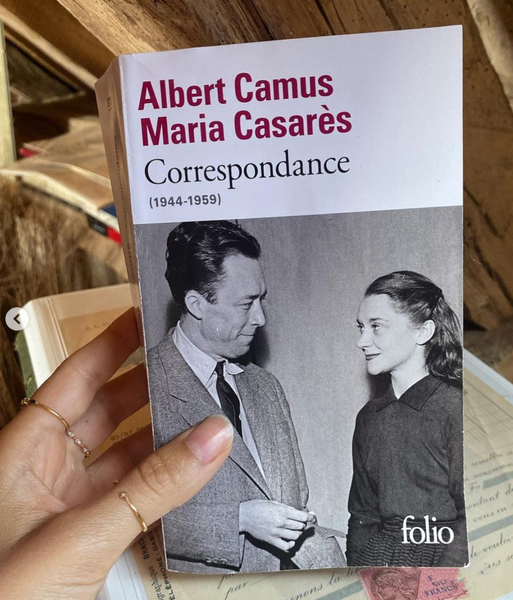 Albert Camus
Maria Casarès
Correspondance
(1944-1959)
folio